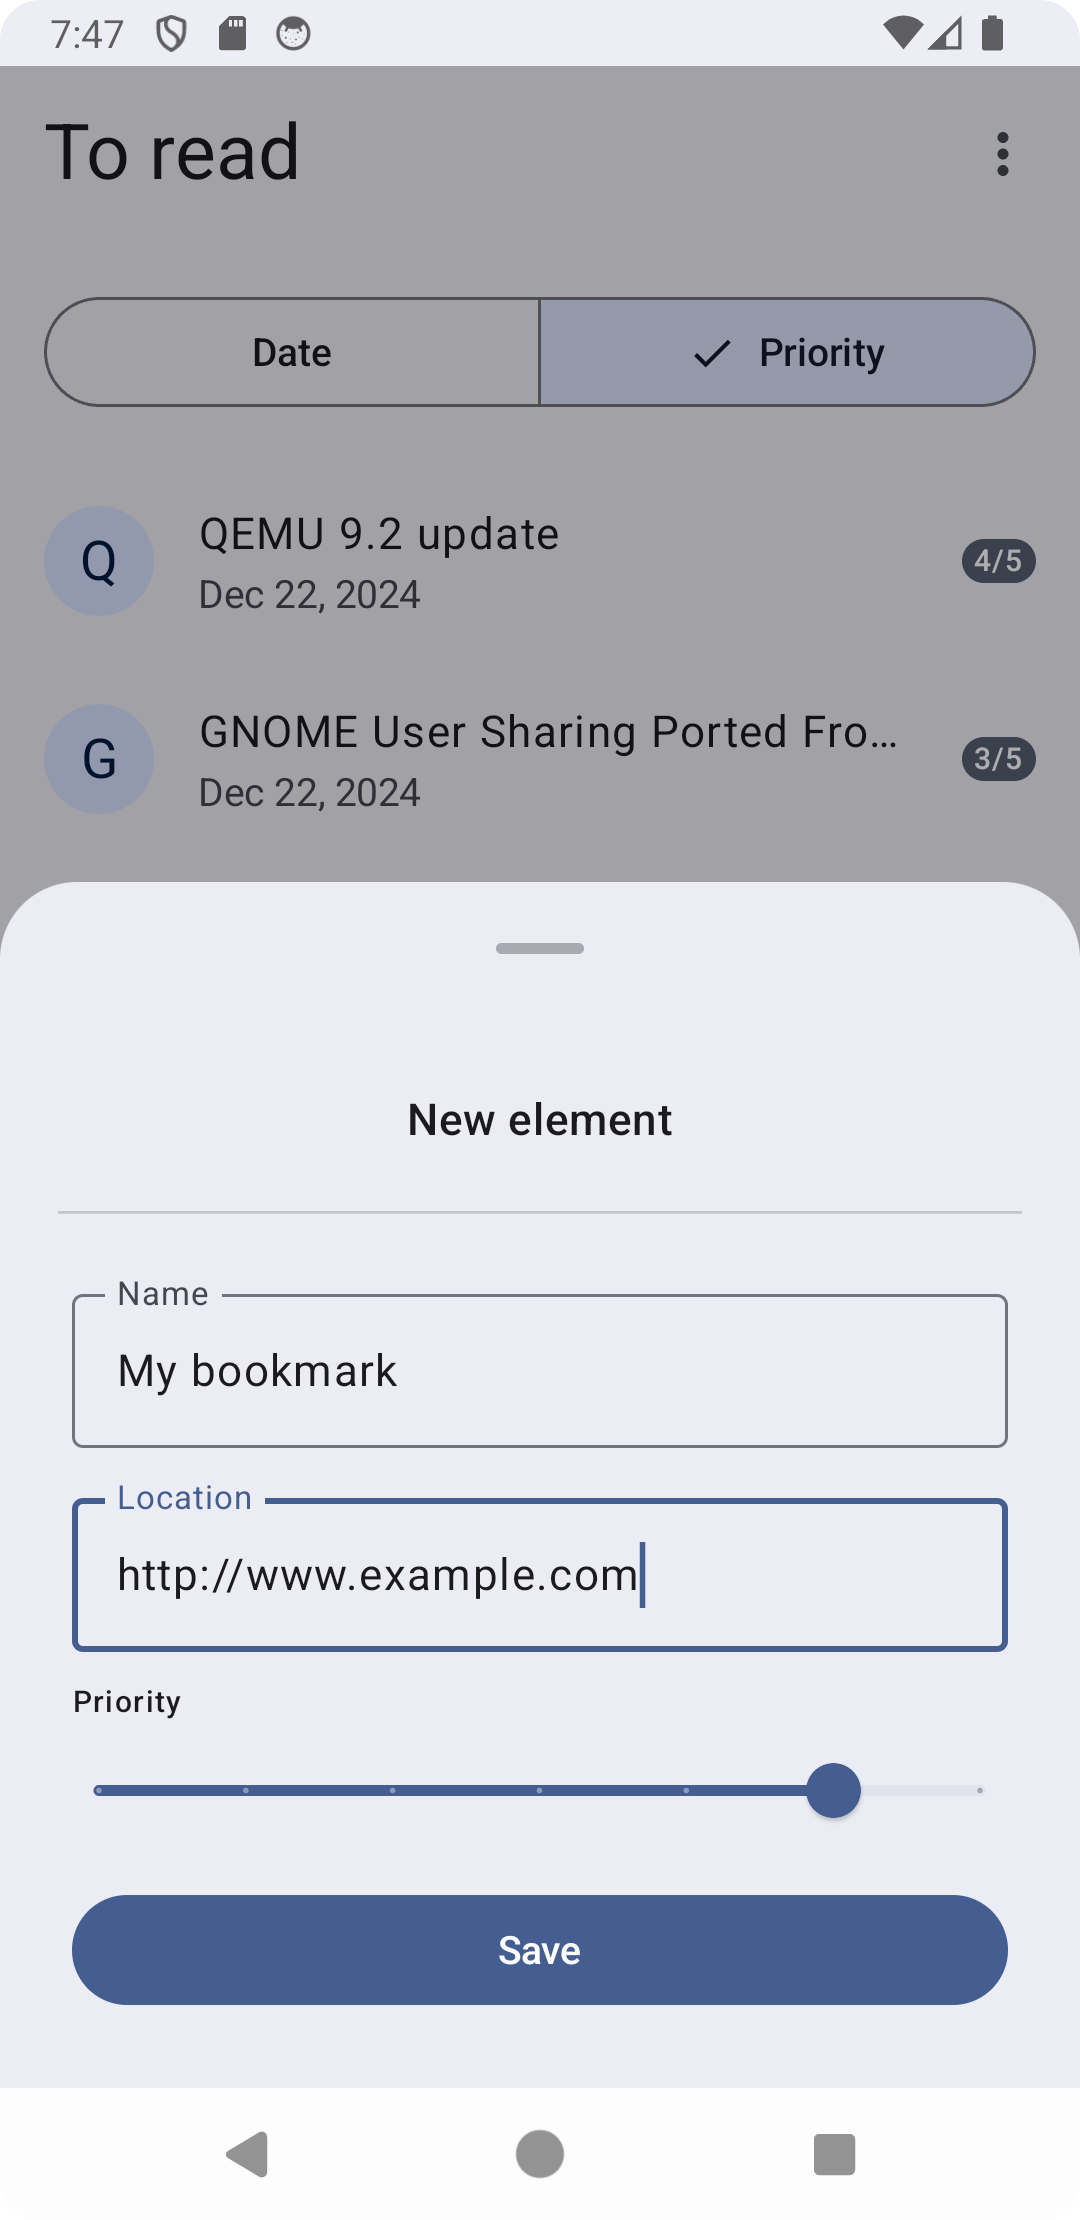 7:47
To read
Date
Priority
Q
QEMU 9.2 update
Dec 22, 2024
4/5
G
GNOME User Sharing Ported Fro...
Dec 22, 2024
3/5
New element
Name
My bookmark
Location
http://www.example.com
Priority
Save